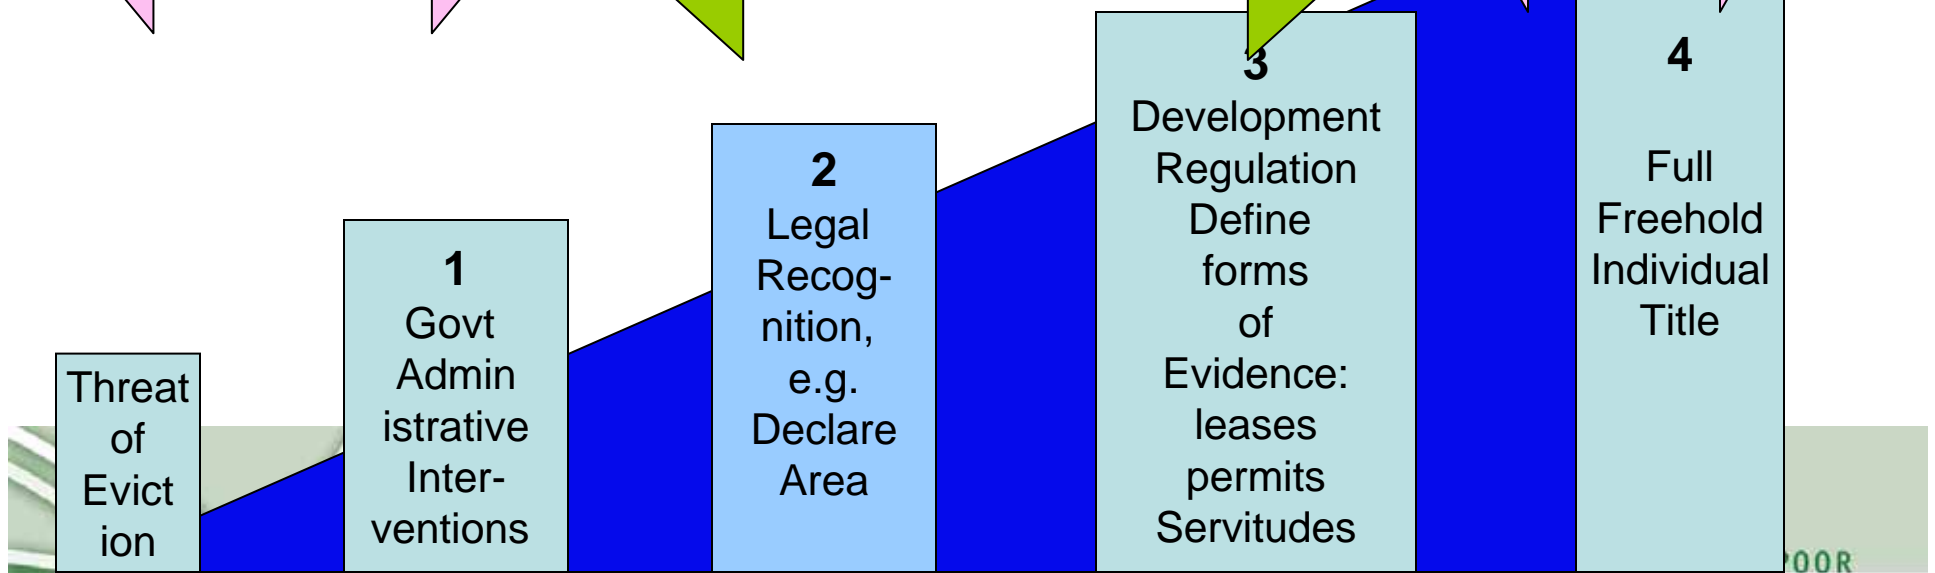 Threat
of
Evict
ion
1
Govt
Admin
istrative
Inter-
ventions
2
Legal
Recog-
nition,
e.g.
Declare
Area
3
Development
Regulation
Define
forms
of
Evidence:
leases
permits
Servitudes
4
Full
Freehold
Individual
Title